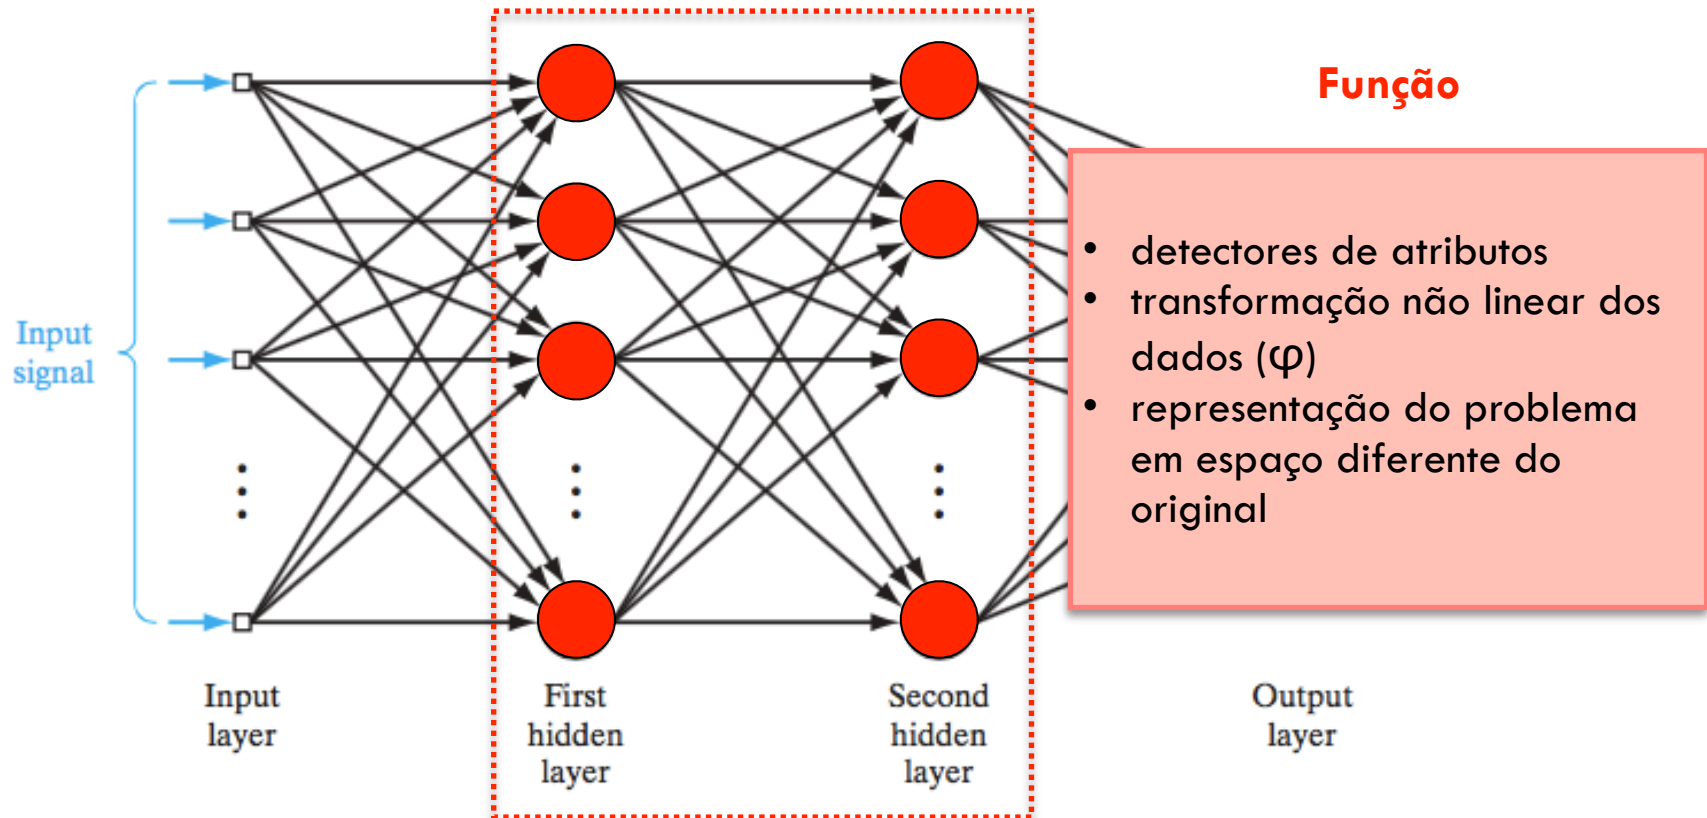 Função
• detectores de atributos
• transformação não linear dos
dados (φ)
• representação do problema
em espaço diferente do
original
Input
signal
Input
layer
First
hidden
layer
Second
hidden
layer
Output
layer